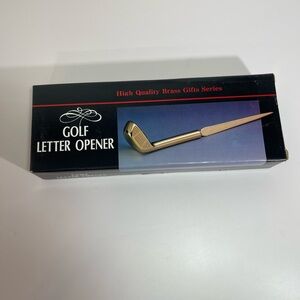 High Quality Brass Gifts Series
GOLF
LETTER OPENER